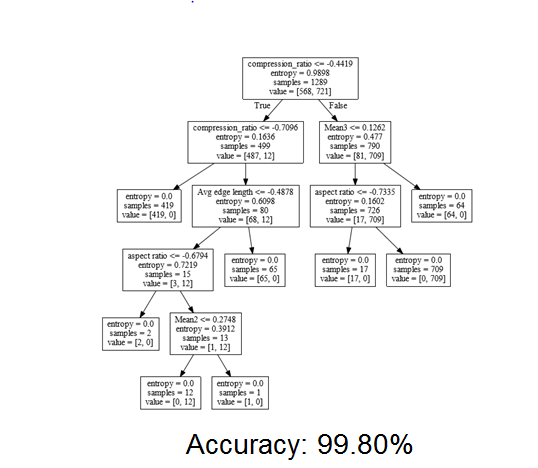 compression_ratio <= -0.4419
entropy = 0.9898
samples = 1289
value = [568, 721]
True
False
compression_ratio <= -0.7096
entropy = 0.1636
samples = 499
value = [487, 12]
Mean3 <= 0.1262
entropy = 0.477
samples = 790
value = [81, 709]
entropy = 0.0
samples = 419
value = [419, 0]
Avg edge length <= -0.4878
entropy = 0.6098
samples = 80
value = [68, 12]
aspect ratio <= -0.7335
entropy = 0.1602
samples = 726
value = [17, 709]
entropy = 0.0
samples = 64
value = [64, 0]
aspect ratio <= -0.6794
entropy = 0.7219
samples = 15
value = [3, 12]
entropy = 0.0
samples = 65
value = [65, 0]
entropy = 0.0
samples = 17
value = [17, 0]
entropy = 0.0
samples = 709
value = [0, 709]
entropy = 0.0
samples = 2
value = [2, 0]
Mean2 <= 0.2748
entropy = 0.3912
samples = 13
value = [1, 12]
entropy = 0.0
samples = 12
value = [0, 12]
entropy = 0.0
samples = 1
value = [1, 0]
Accuracy: 99.80%